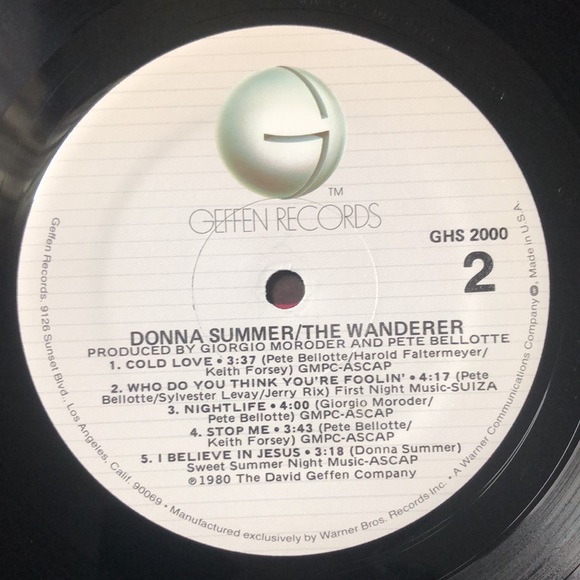 G
TM
GEFFEN RECORDS
GHS 2000
2
DONNA SUMMER/THE WANDERER
PRODUCED BY GIORGIO MORODER AND PETE BELLOTTE
1. COLD LOVE • 3:37 (Pete Bellotte/Harold Faltermeyer/
Keith Forsey) GMPC-ASCAP
2. WHO DO YOU THINK YOU'RE FOOLIN' • 4:17 (Pete
Bellotte/Sylvester Levay/Jerry Rix) First Night Music-SUIZA
3. NIGHTLIFE • 4:00 (Giorgio Moroder/
Pete Bellotte) GMPC-ASCAP
4. STOP ME • 3:43 (Pete Bellotte/
Keith Forsey) GMPC-ASCAP
5. I BELIEVE IN JESUS • 3:18 (Donna Summer)
Sweet Summer Night Music-ASCAP
℗1980 The David Geffen Company
Geffen Records. 9126 Sunset Blvd., Los Angeles, Calif. 90069 • Manufactured exclusively by Warner Bros. Records Inc. • A Warner Communications Company. Made in U.S.A.